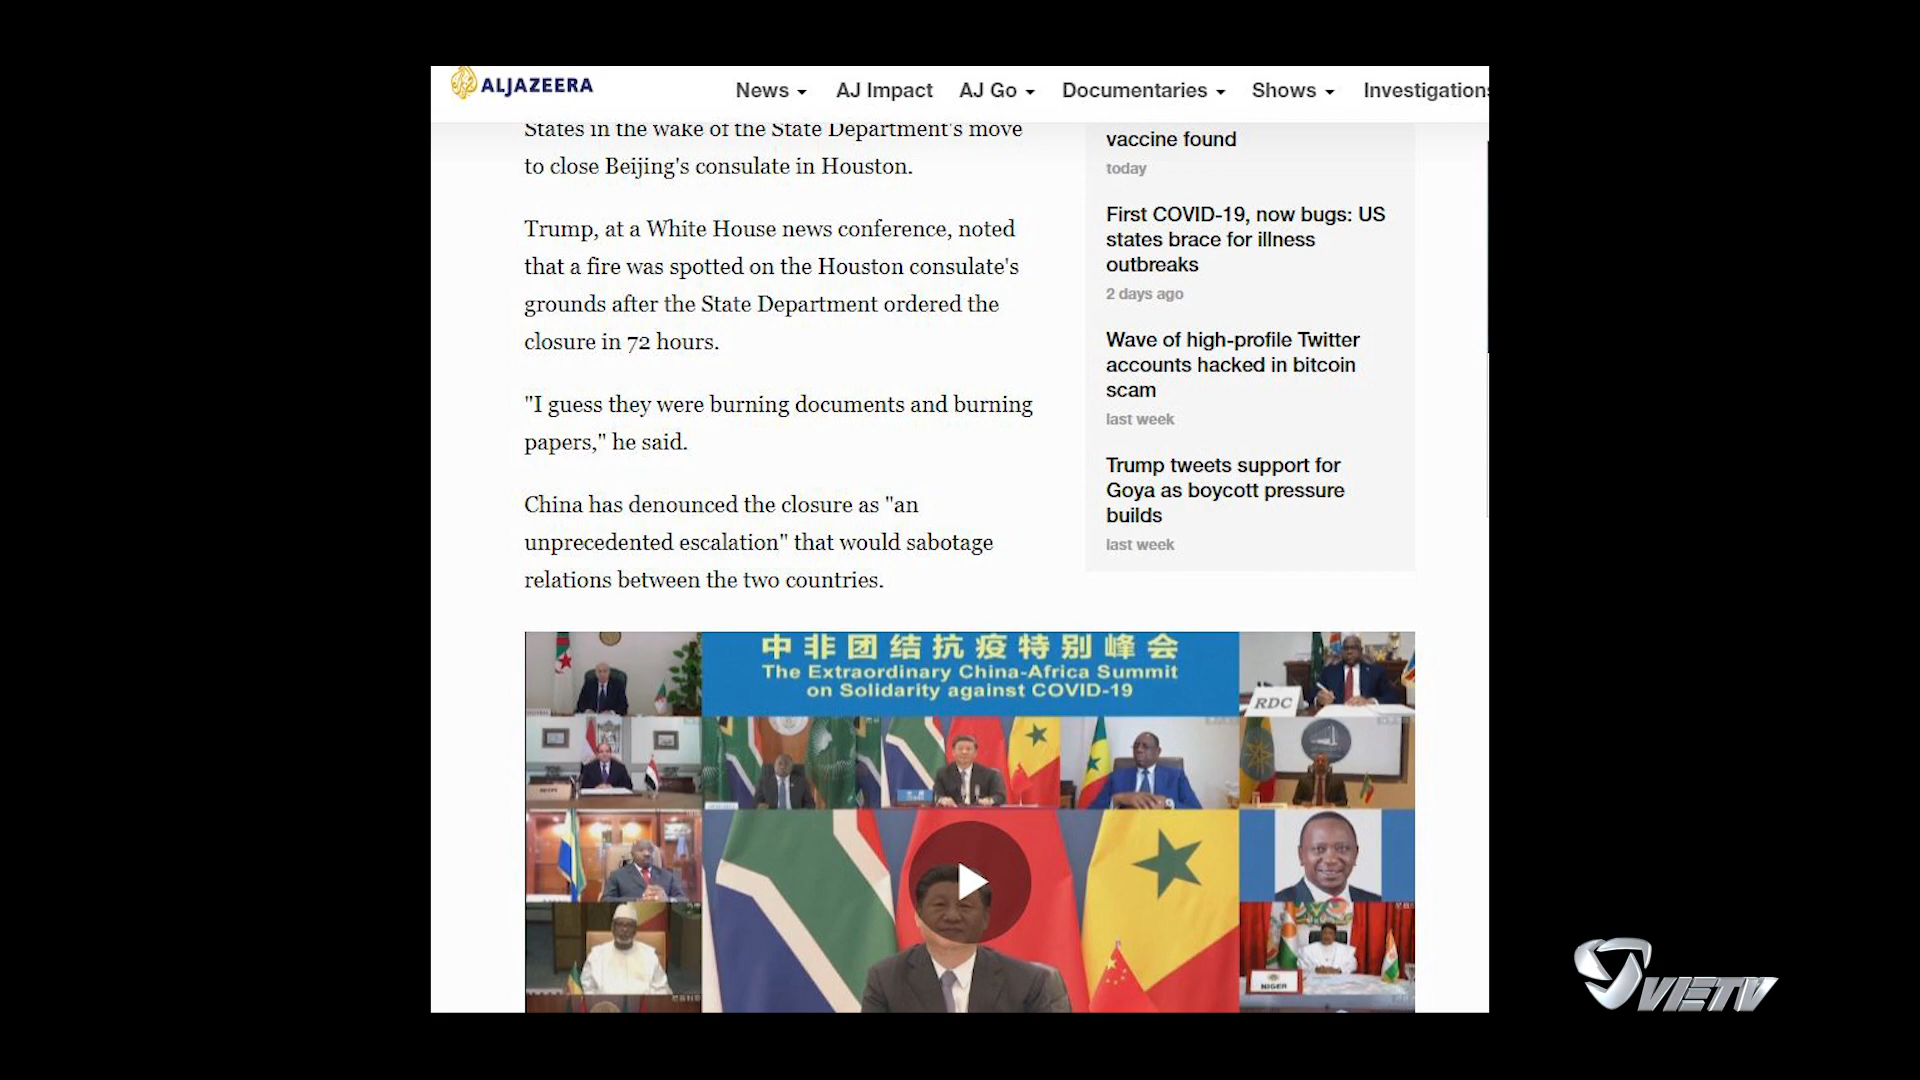 ALJAZEERA
News
AJ Impact
AJ Go
Documentaries
Shows
Investigations
States in the wake of the State Department's move
to close Beijing's consulate in Houston.
Trump, at a White House news conference, noted
that a fire was spotted on the Houston consulate's
grounds after the State Department ordered the
closure in 72 hours.
"I guess they were burning documents and burning
papers," he said.
China has denounced the closure as "an
unprecedented escalation" that would sabotage
relations between the two countries.
vaccine found
today
First COVID-19, now bugs: US
states brace for illness
outbreaks
2 days ago
Wave of high-profile Twitter
accounts hacked in bitcoin
scam
last week
Trump tweets support for
Goya as boycott pressure
builds
last week
中非团结抗疫特别峰会
The Extraordinary China-Africa Summit
on Solidarity against COVID-19
RDC
NIGER
VIETV